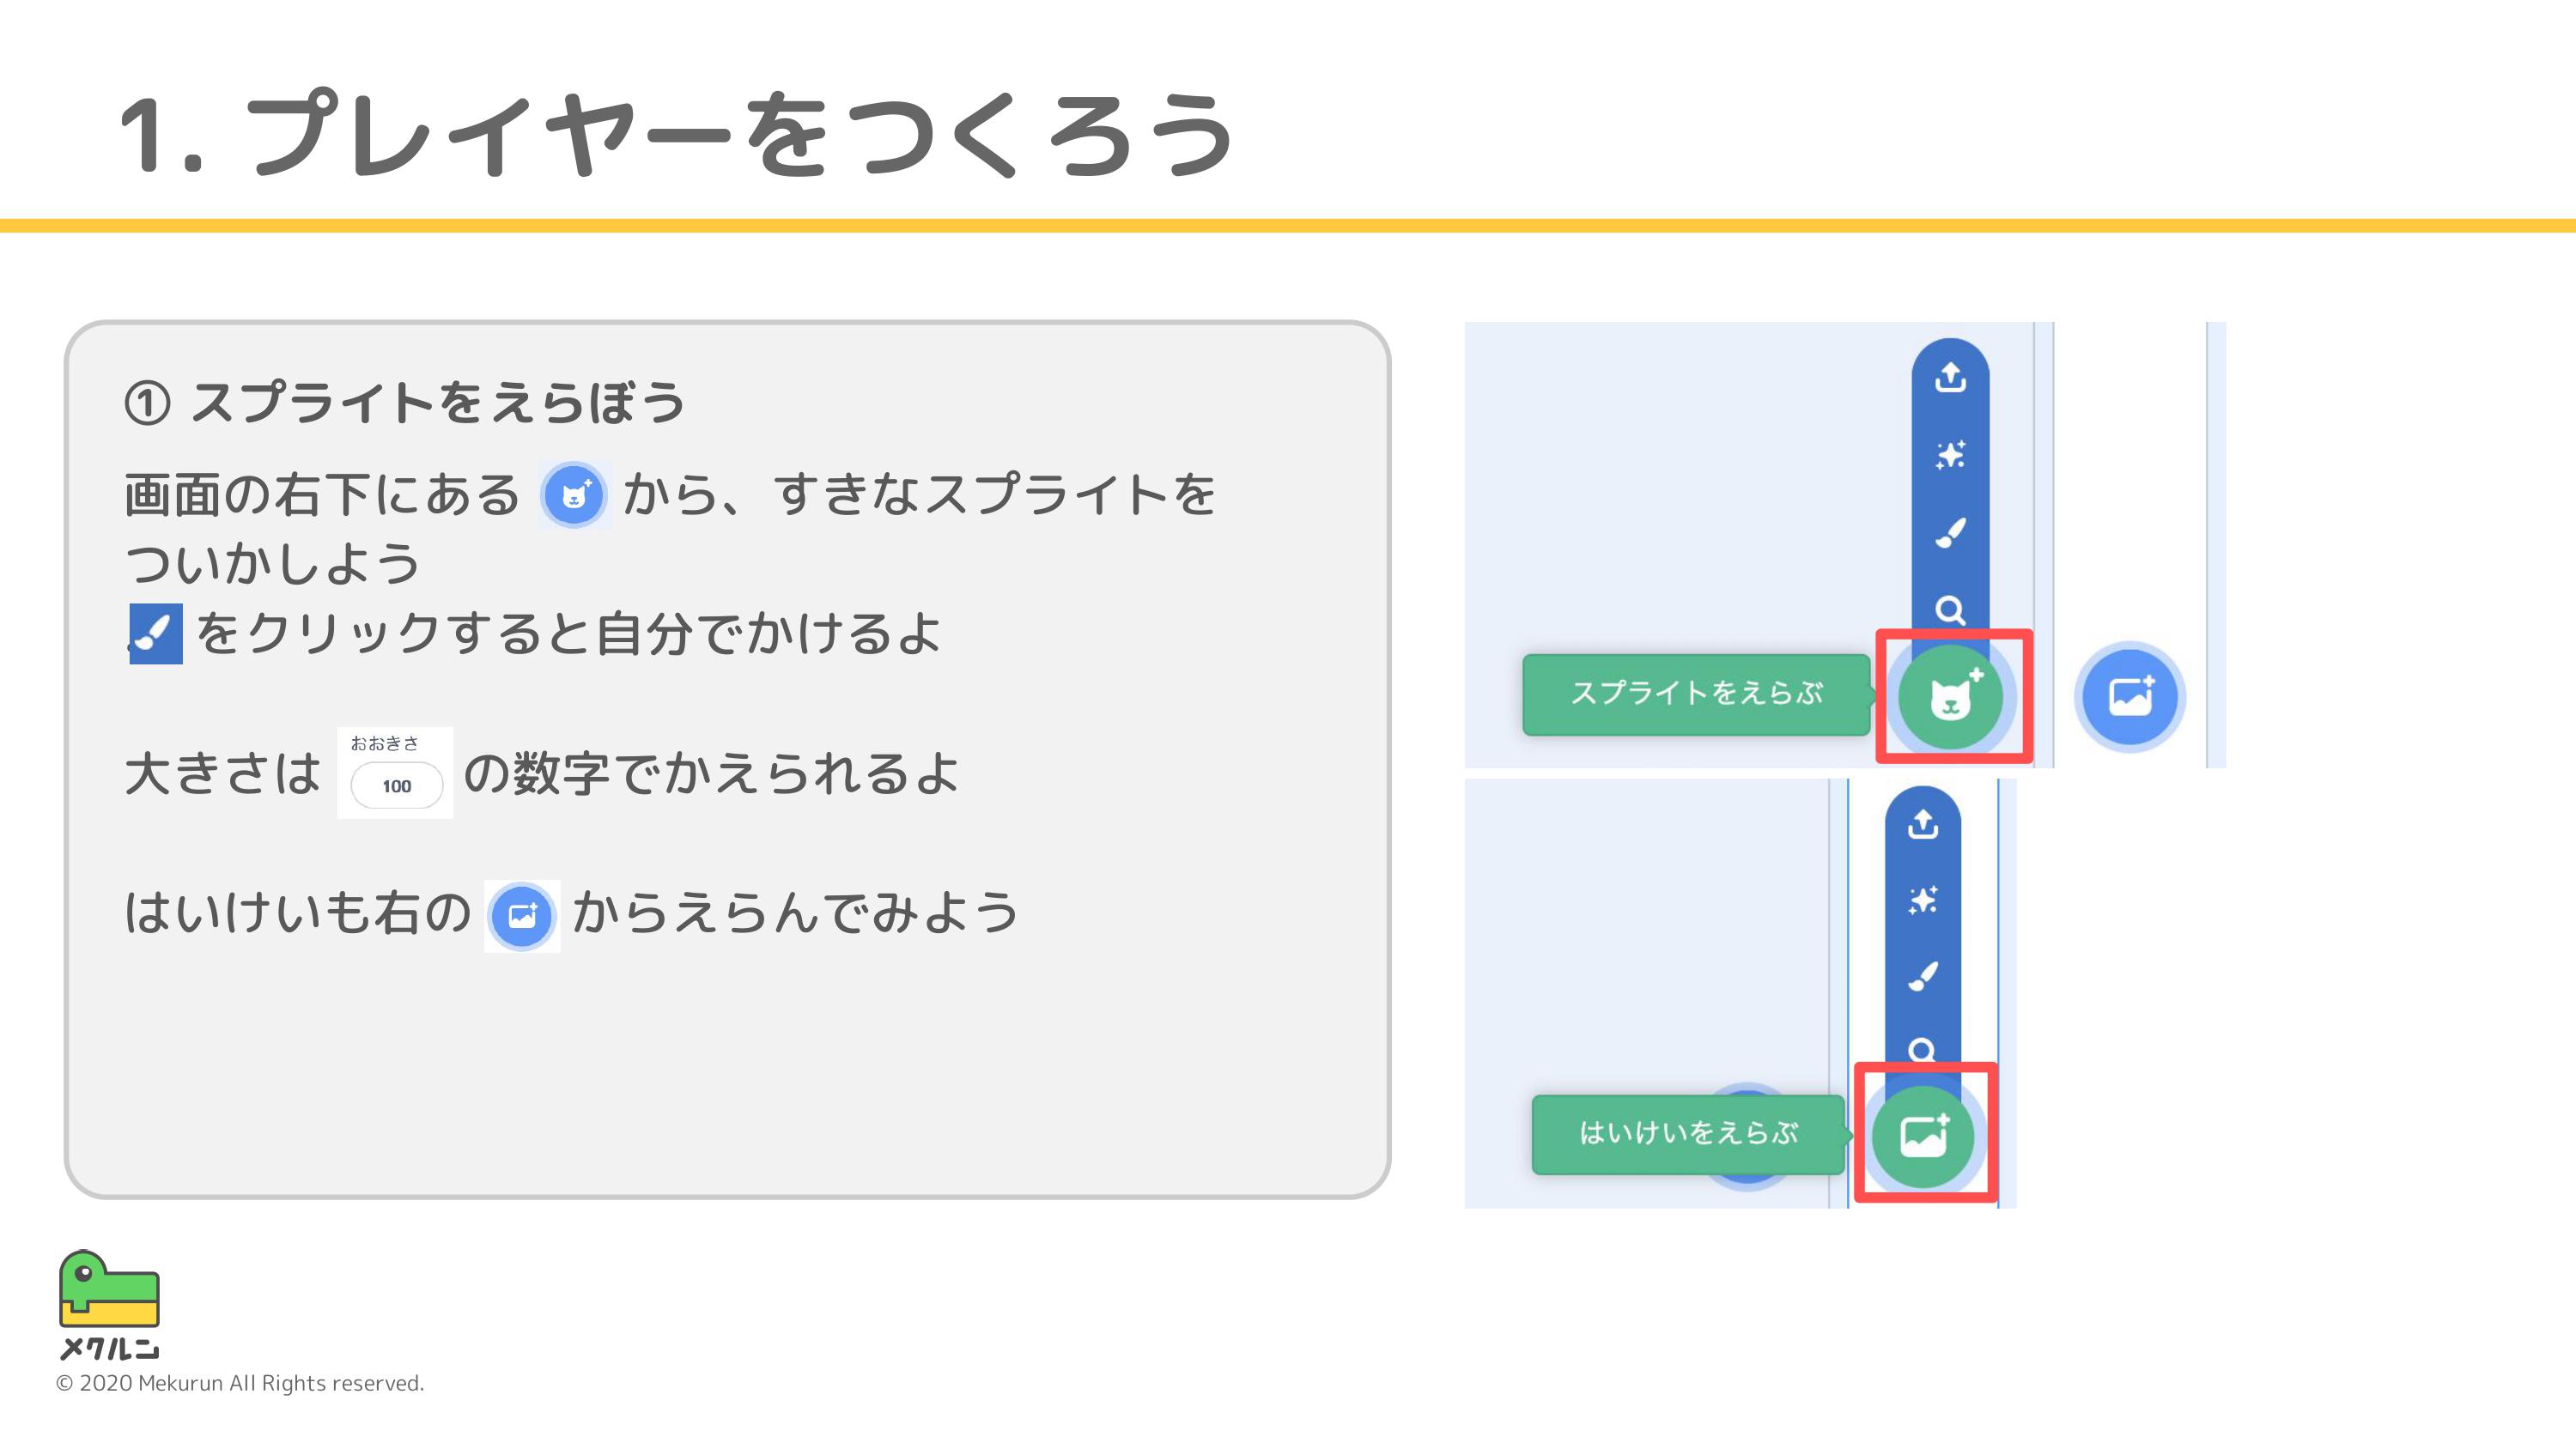 1. プレイヤーをつくろう
① スプライトをえらぼう
画面の右下にある から、すきなスプライトを
ついかしよう
をクリックすると自分でかけるよ
おおきさ
大きさは 100 の数字でかえられるよ
はいけいも右の からえらんでみよう
スプライトをえらぶ
はいけいをえらぶ
メクルン
© 2020 Mekurun All Rights reserved.